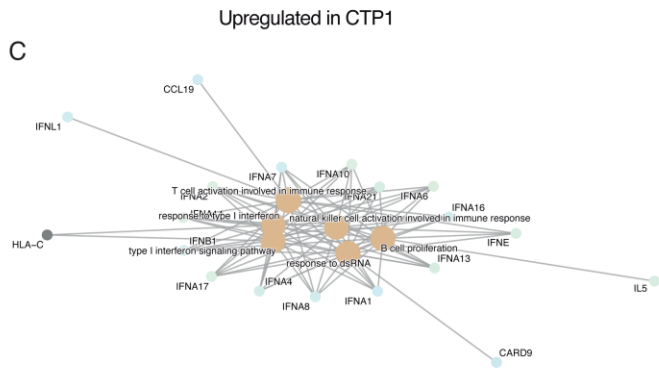 Upregulated in CTP1
C
CCL19
IFNL1
IFNA7
IFNA10
T cell activation involved in immune response
IFNA2
IFNA21
IFNA6
IFNA16
response to type I interferon
natural killer cell activation involved in immune response
HLA-C
IFNB1
IFNE
type I interferon signaling pathway
B cell proliferation
response to dsRNA
IFNA13
IFNA17
IFNA4
IL5
IFNA8
IFNA1
CARD9